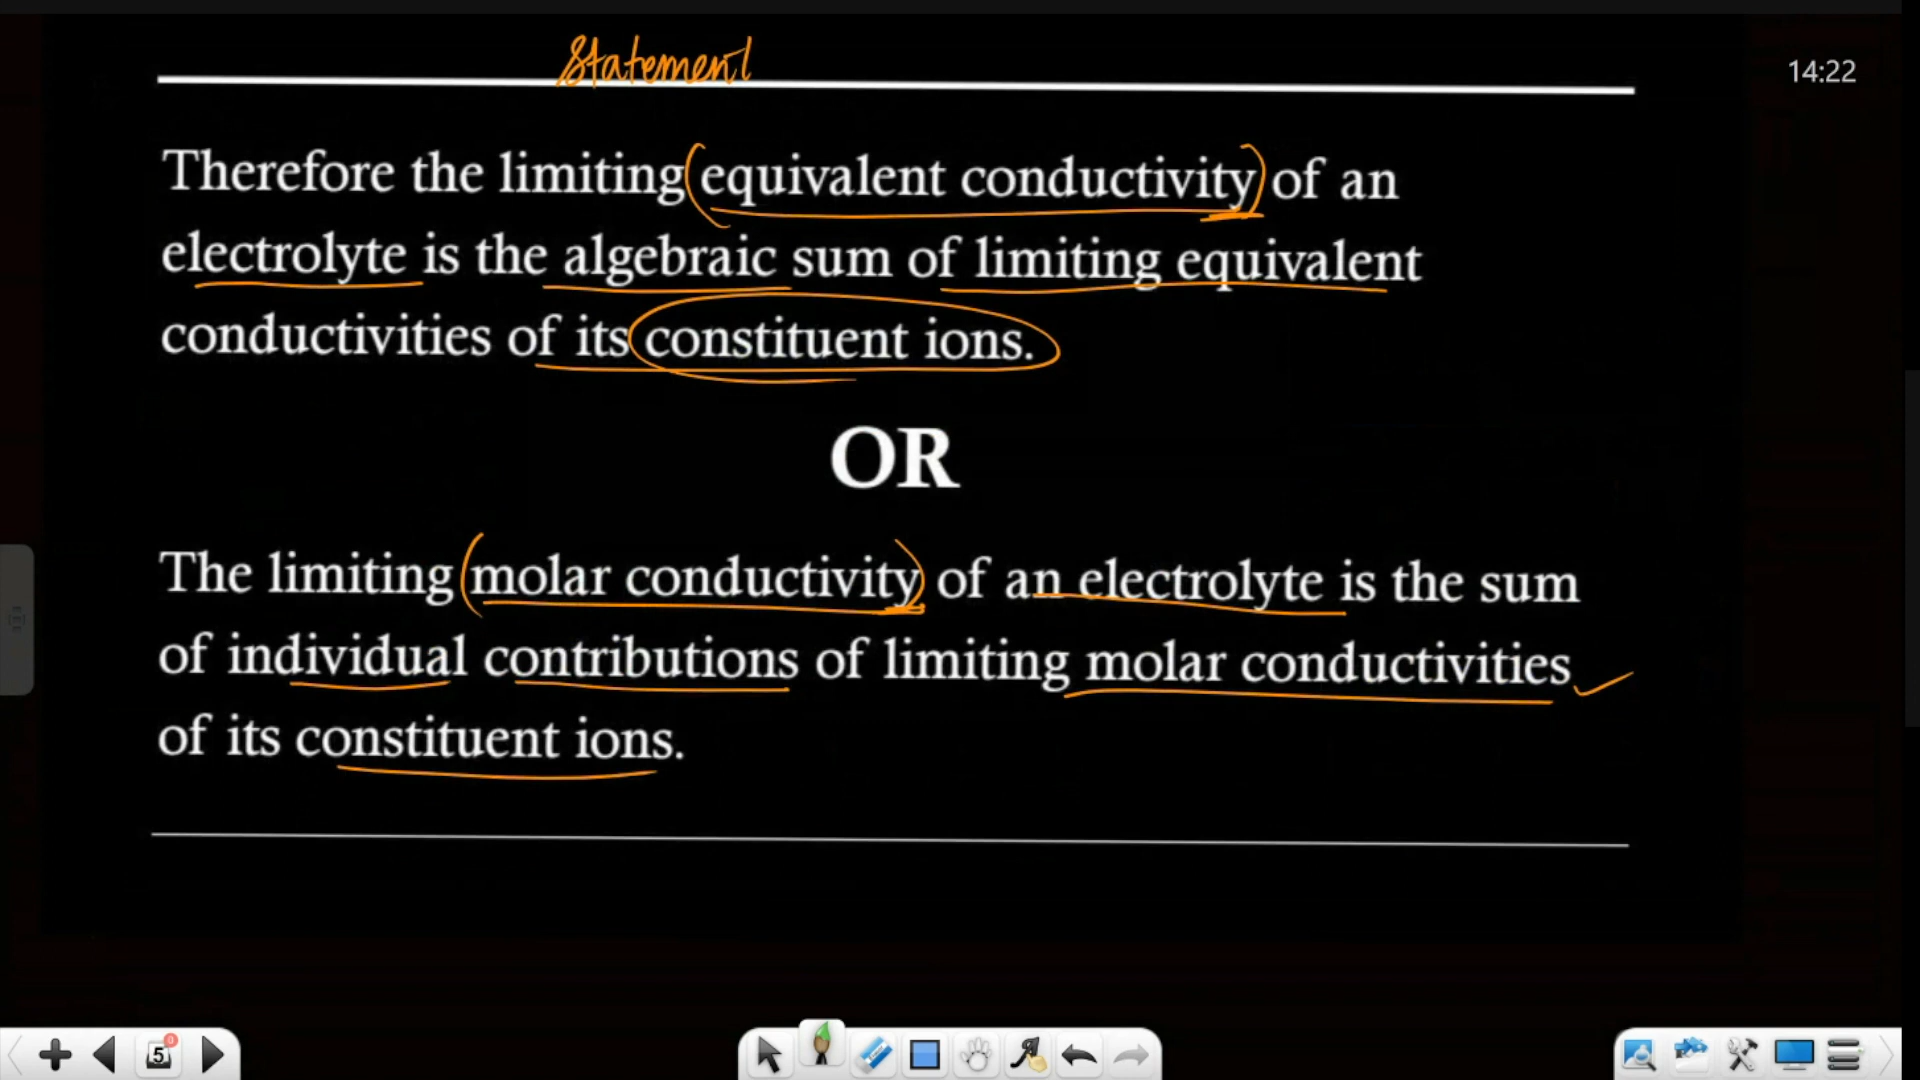 Statement
14:22
Therefore the limiting (equivalent conductivity) of an
electrolyte is the algebraic sum of limiting equivalent
conductivities of its constituent ions.
OR
The limiting (molar conductivity) of an electrolyte is the sum
of individual contributions of limiting molar conductivities
of its constituent ions.
5